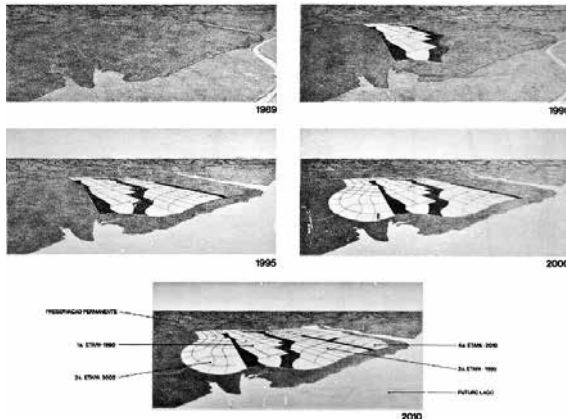 1989
1990
1995
2000
PRESERVAÇÃO PERMANENTE
1a. ETAPA 1990
4a. ETAPA 2010
3a. ETAPA 2000
2a. ETAPA 1995
FUTURO LAGO
2010